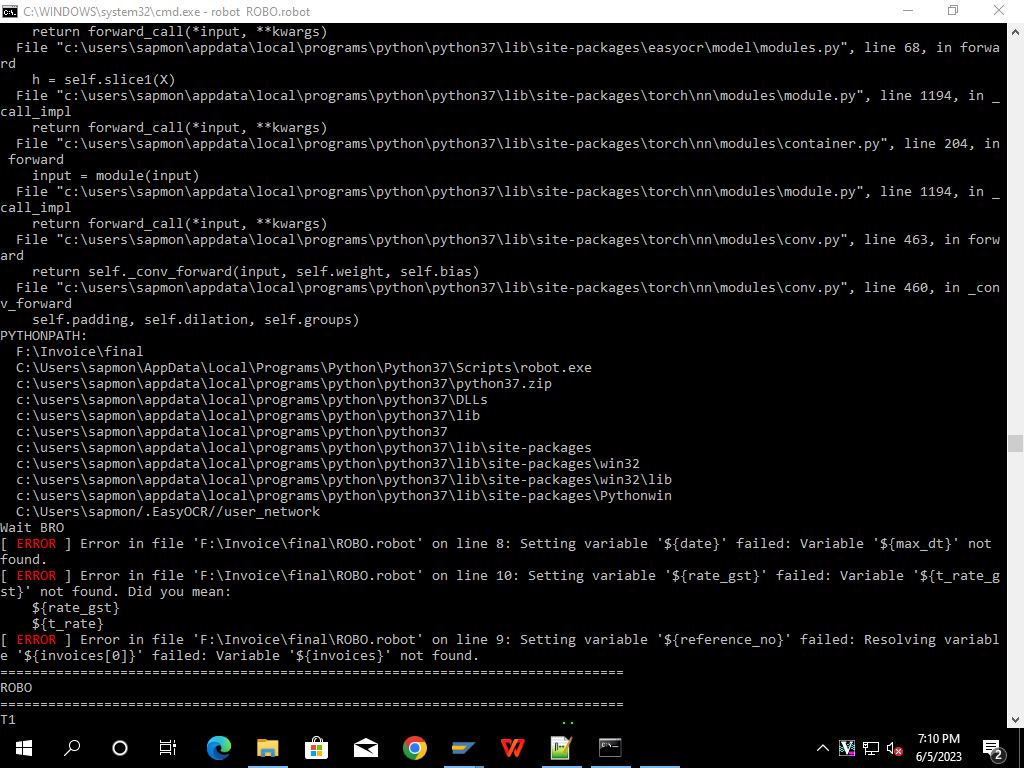 C:\WINDOWS\system32\cmd.exe - robot ROBO.robot
    return forward_call(*input, **kwargs)
  File "c:\users\sapmon\appdata\local\programs\python\python37\lib\site-packages\easyocr\model\modules.py", line 68, in forwa
rd
    h = self.slice1(X)
  File "c:\users\sapmon\appdata\local\programs\python\python37\lib\site-packages\torch\nn\modules\module.py", line 1194, in _
call_impl
    return forward_call(*input, **kwargs)
  File "c:\users\sapmon\appdata\local\programs\python\python37\lib\site-packages\torch\nn\modules\container.py", line 204, in
 forward
    input = module(input)
  File "c:\users\sapmon\appdata\local\programs\python\python37\lib\site-packages\torch\nn\modules\module.py", line 1194, in _
call_impl
    return forward_call(*input, **kwargs)
  File "c:\users\sapmon\appdata\local\programs\python\python37\lib\site-packages\torch\nn\modules\conv.py", line 463, in forw
ard
    return self._conv_forward(input, self.weight, self.bias)
  File "c:\users\sapmon\appdata\local\programs\python\python37\lib\site-packages\torch\nn\modules\conv.py", line 460, in _con
v_forward
    self.padding, self.dilation, self.groups)
PYTHONPATH:
  F:\Invoice\final
  C:\Users\sapmon\AppData\Local\Programs\Python\Python37\Scripts\robot.exe
  c:\users\sapmon\appdata\local\programs\python\python37\python37.zip
  c:\users\sapmon\appdata\local\programs\python\python37\DLLs
  c:\users\sapmon\appdata\local\programs\python\python37\lib
  c:\users\sapmon\appdata\local\programs\python\python37
  c:\users\sapmon\appdata\local\programs\python\python37\lib\site-packages
  c:\users\sapmon\appdata\local\programs\python\python37\lib\site-packages\win32
  c:\users\sapmon\appdata\local\programs\python\python37\lib\site-packages\win32\lib
  c:\users\sapmon\appdata\local\programs\python\python37\lib\site-packages\Pythonwin
  C:\Users\sapmon/.EasyOCR//user_network
Wait BRO
[ ERROR ] Error in file 'F:\Invoice\final\ROBO.robot' on line 8: Setting variable '${date}' failed: Variable '${max_dt}' not
found.
[ ERROR ] Error in file 'F:\Invoice\final\ROBO.robot' on line 10: Setting variable '${rate_gst}' failed: Variable '${t_rate_g
st}' not found. Did you mean:
    ${rate_gst}
    ${t_rate}
[ ERROR ] Error in file 'F:\Invoice\final\ROBO.robot' on line 9: Setting variable '${reference_no}' failed: Resolving variabl
e '${invoices[0]}' failed: Variable '${invoices}' not found.
==============================================================================
ROBO
==============================================================================
T1 ..
7:10 PM
6/5/2023
2